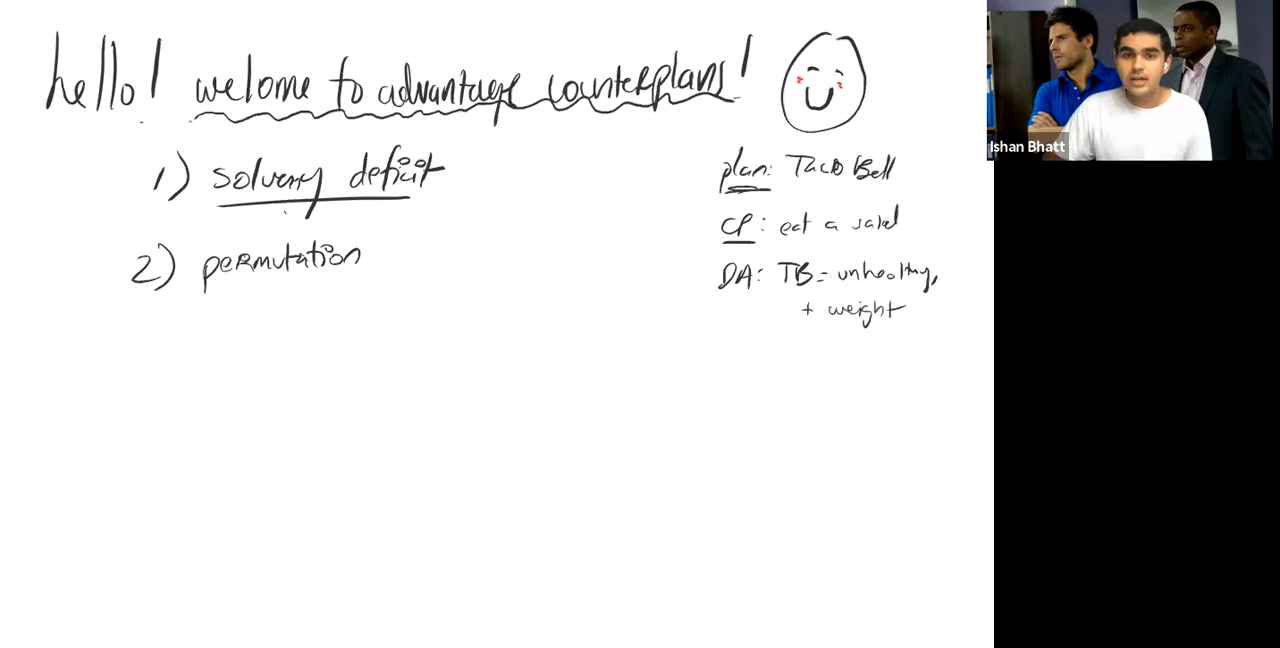 hello! welome to advantage counterplans!
1) solvency deficit
2) permutation
plan: Taco Bell
CP: eat a salad
DA: TB = unhealthy,
+ weight
Ishan Bhatt